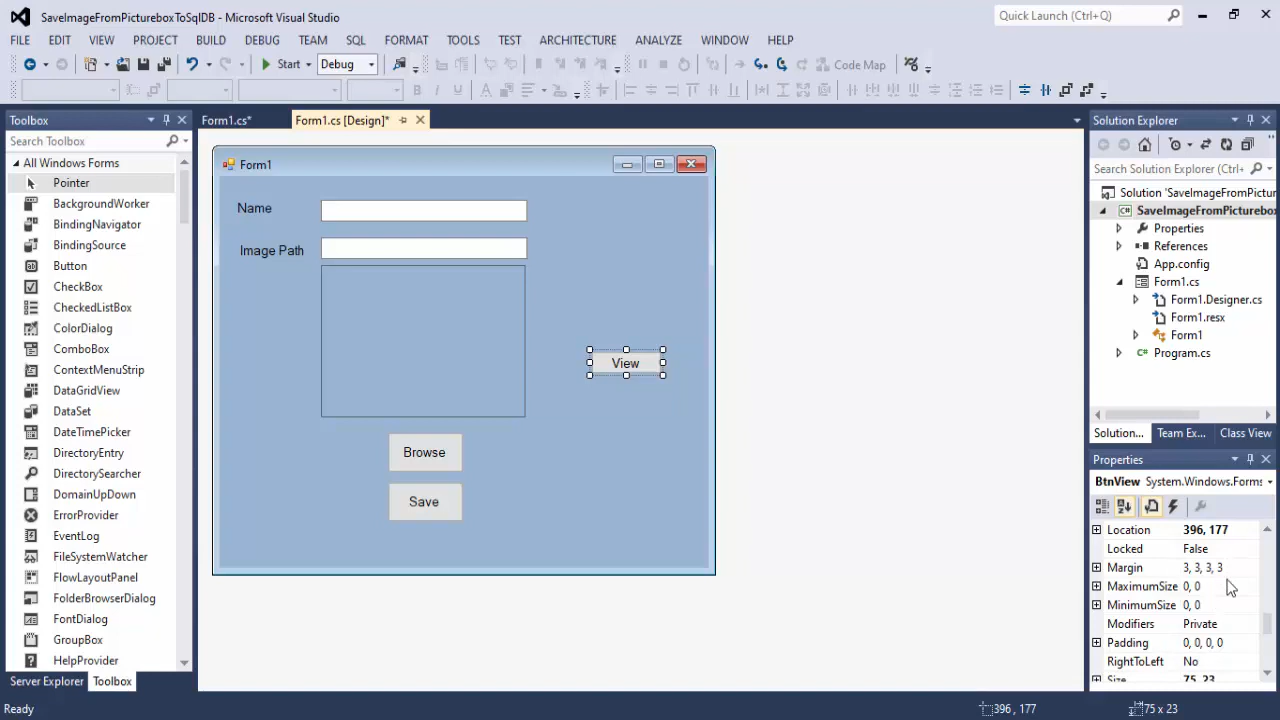 SaveImageFromPictureboxToSqlDB - Microsoft Visual Studio
Quick Launch (Ctrl+Q)
FILE EDIT VIEW PROJECT BUILD DEBUG TEAM SQL FORMAT TOOLS TEST ARCHITECTURE ANALYZE WINDOW HELP
Start Debug Code Map
B I U A
Toolbox
Search Toolbox
All Windows Forms
Pointer
BackgroundWorker
BindingNavigator
BindingSource
Button
CheckBox
CheckedListBox
ColorDialog
ComboBox
ContextMenuStrip
DataGridView
DataSet
DateTimePicker
DirectoryEntry
DirectorySearcher
DomainUpDown
ErrorProvider
EventLog
FileSystemWatcher
FlowLayoutPanel
FolderBrowserDialog
FontDialog
GroupBox
HelpProvider
Server Explorer Toolbox
Form1.cs* Form1.cs [Design]*
Form1
Name
Image Path
View
Browse
Save
Solution Explorer
Search Solution Explorer (Ctrl+
Solution 'SaveImageFromPictur
SaveImageFromPicturebox
Properties
References
App.config
Form1.cs
Form1.Designer.cs
Form1.resx
Form1
Program.cs
Solution... Team Ex... Class View
Properties
BtnView System.Windows.Forms
Location 396, 177
Locked False
Margin 3, 3, 3, 3
MaximumSize 0, 0
MinimumSize 0, 0
Modifiers Private
Padding 0, 0, 0, 0
RightToLeft No
Size 75, 23
Ready 396 , 177 75 x 23